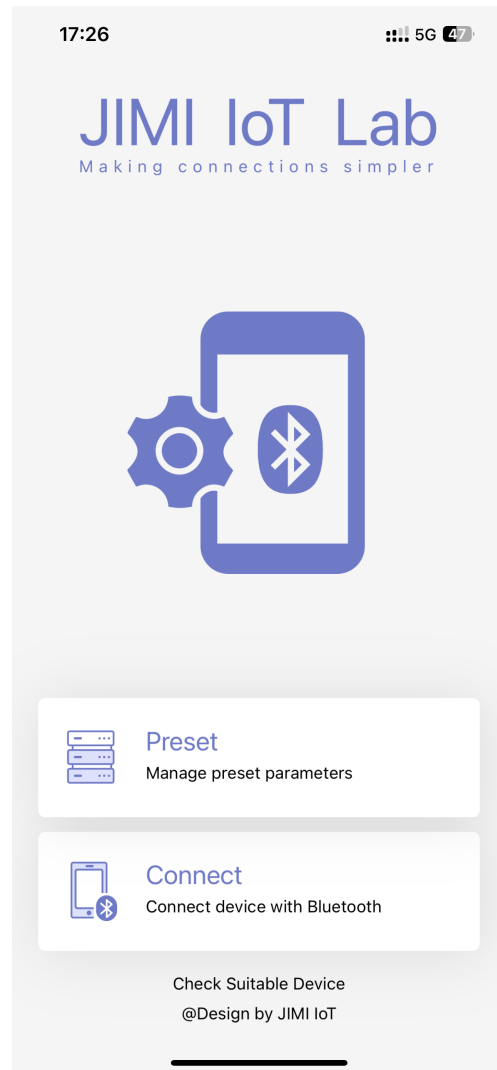 17:26 5G 47
JIMI IoT Lab
Making connections simpler
Preset
Manage preset parameters
Connect
Connect device with Bluetooth
Check Suitable Device
@Design by JIMI IoT